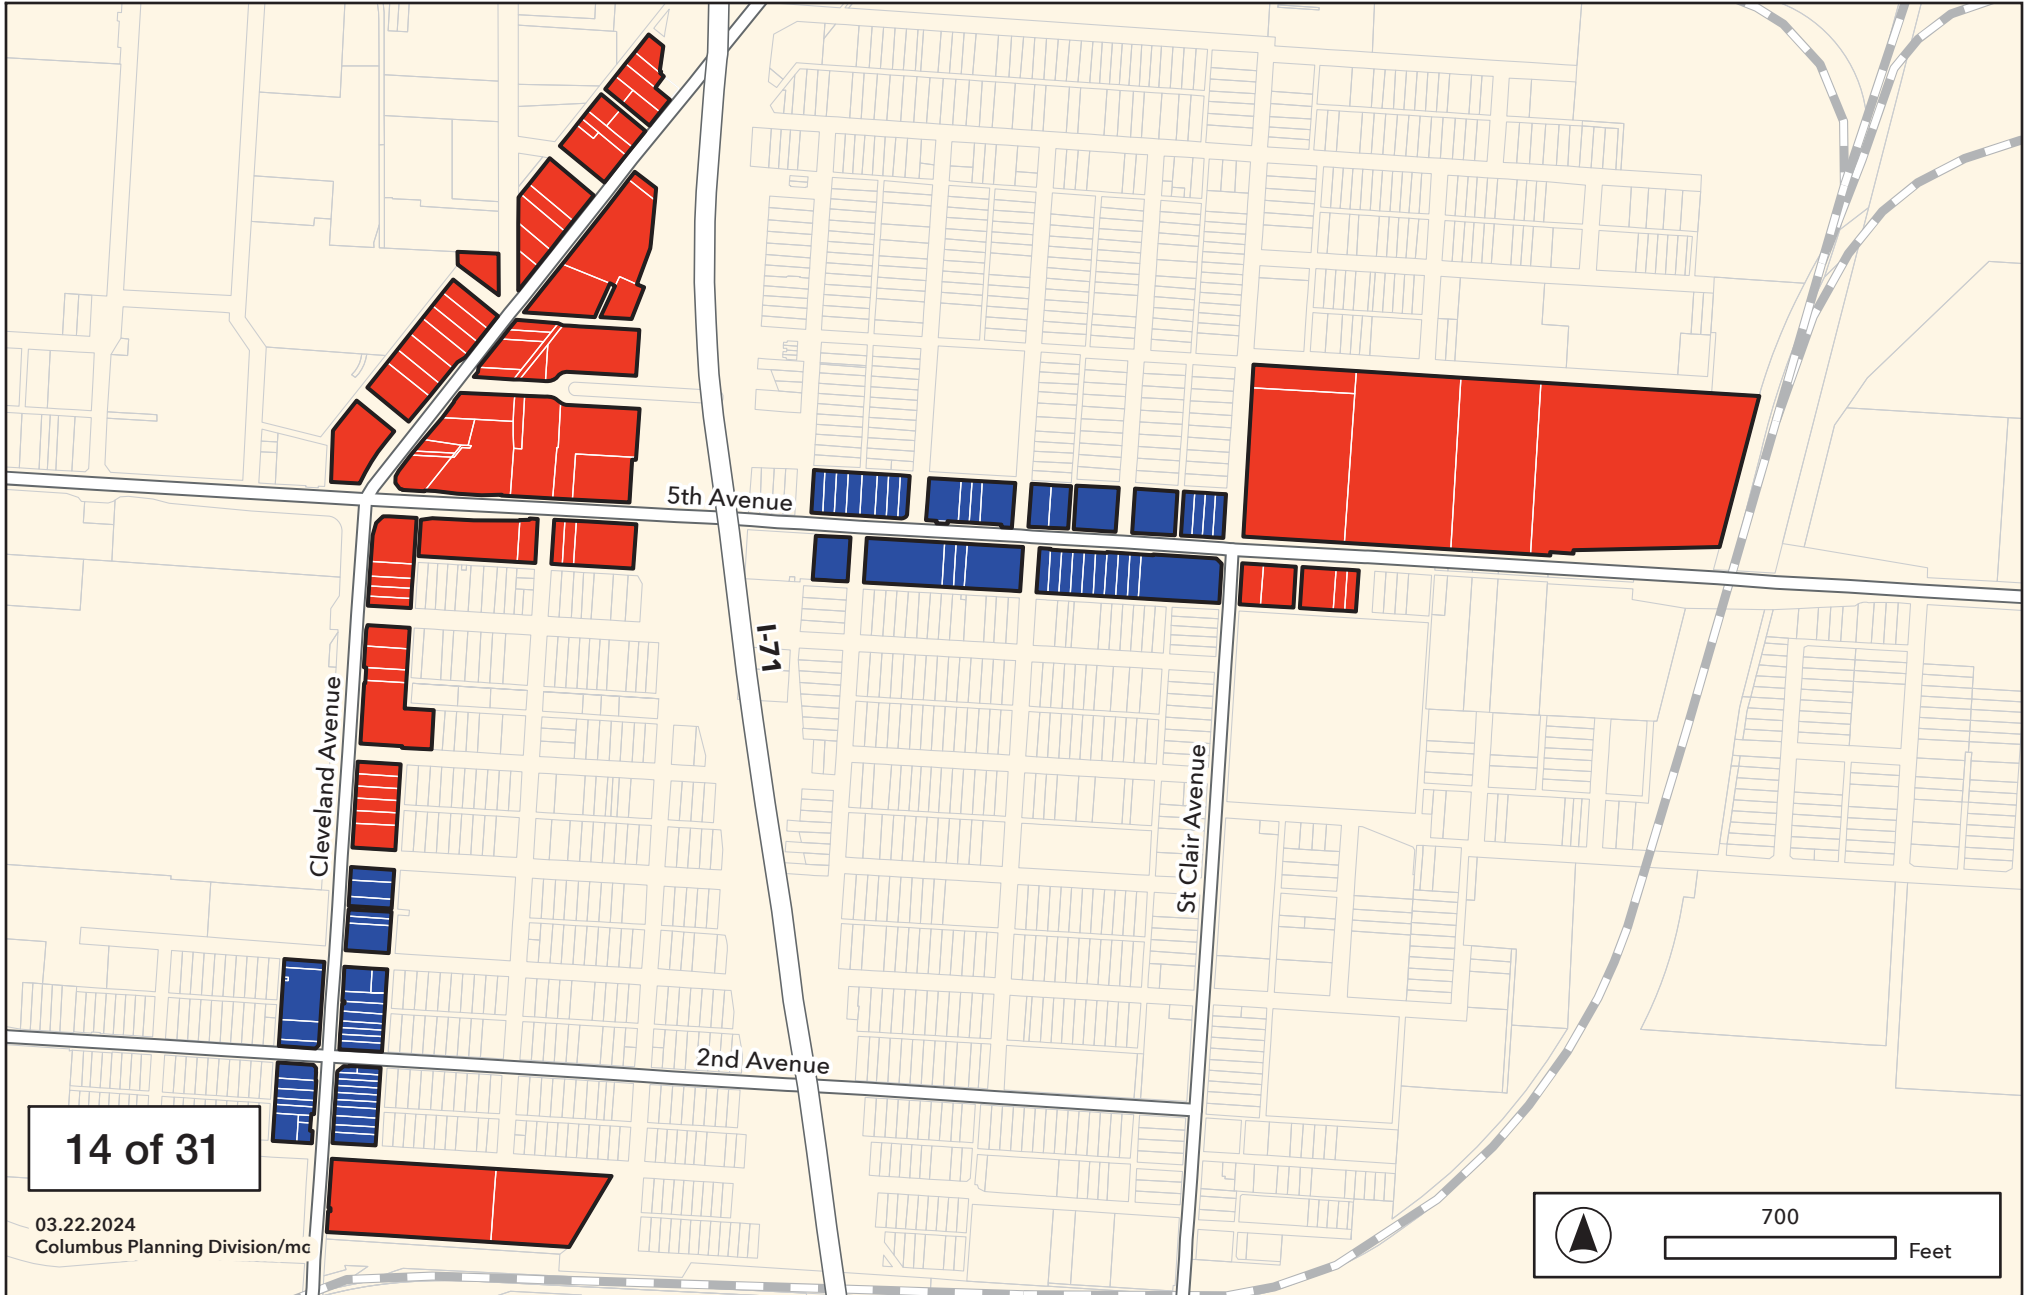 5th Avenue
I-71
Cleveland Avenue
St Clair Avenue
2nd Avenue
14 of 31
03.22.2024
Columbus Planning Division/mc
700
Feet